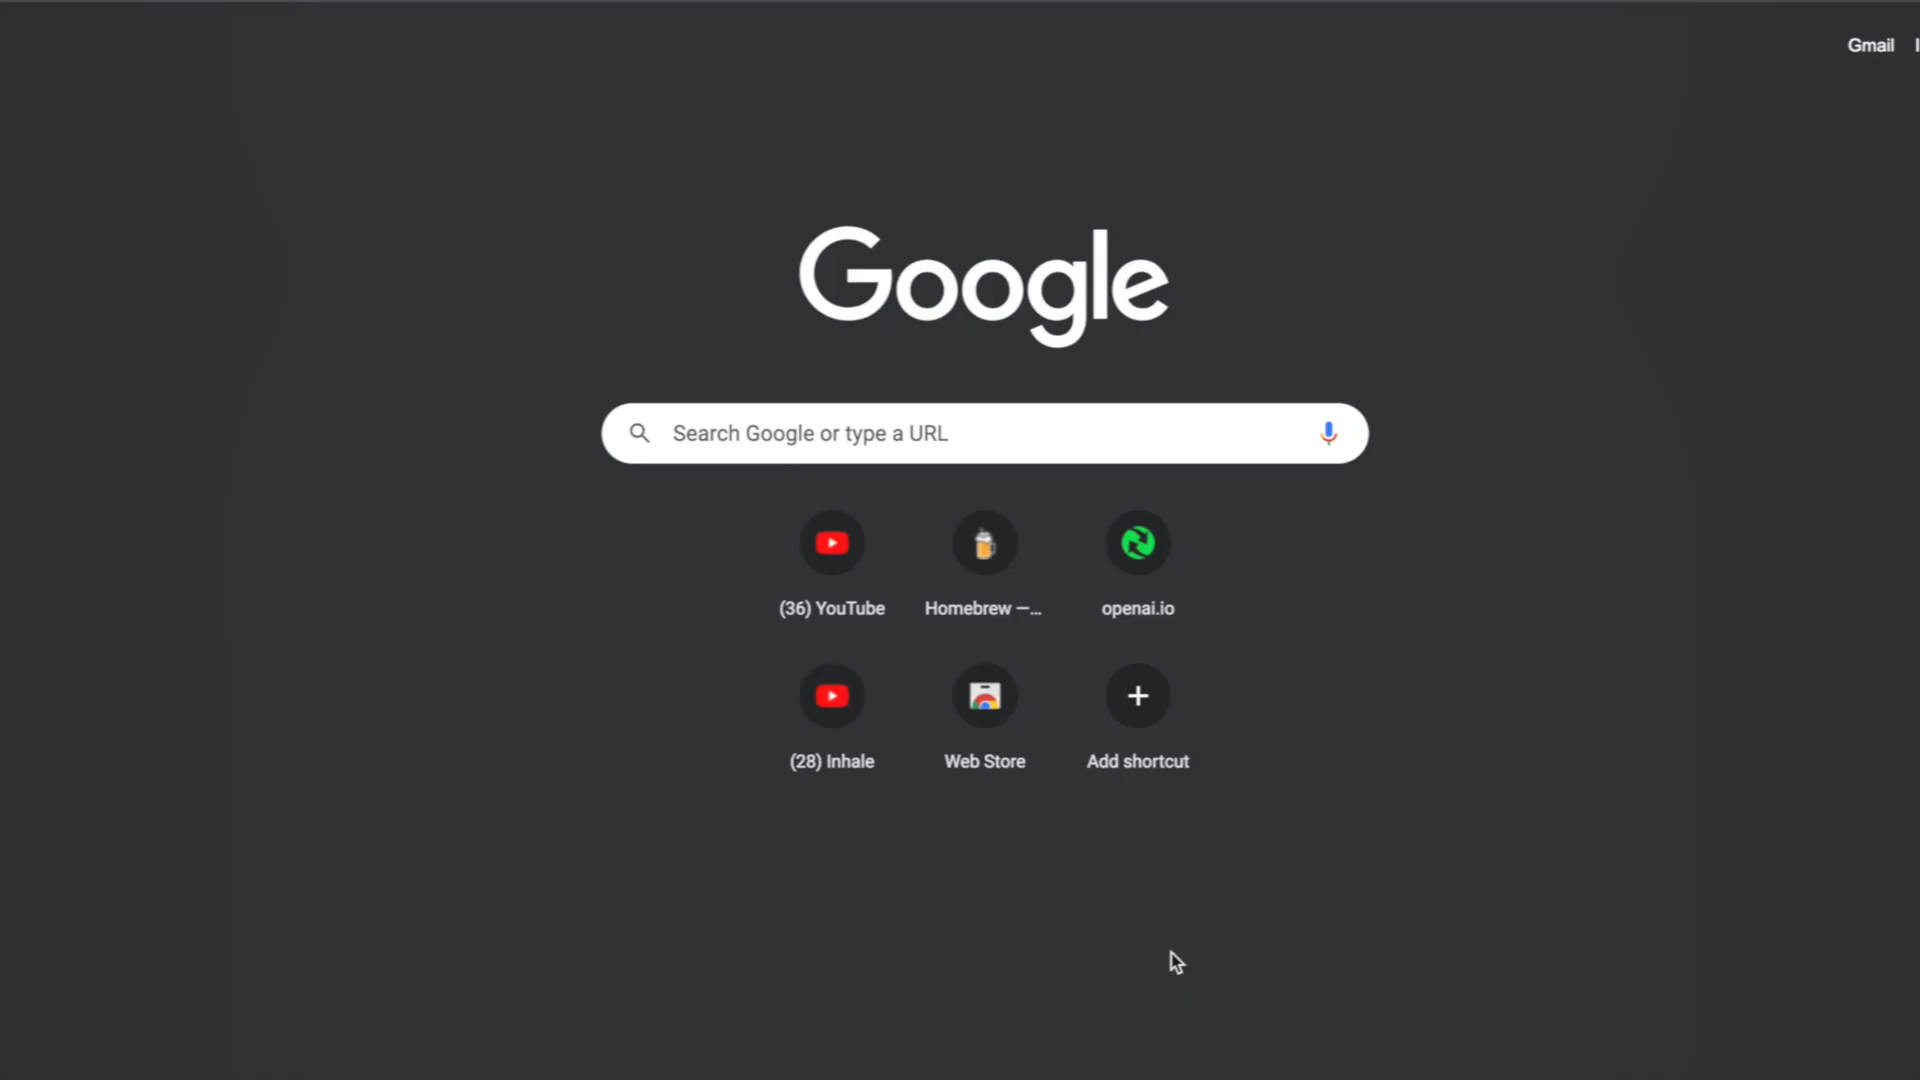 Gmail
Google
Search Google or type a URL
(36) YouTube
Homebrew —...
openai.io
(28) Inhale
Web Store
Add shortcut